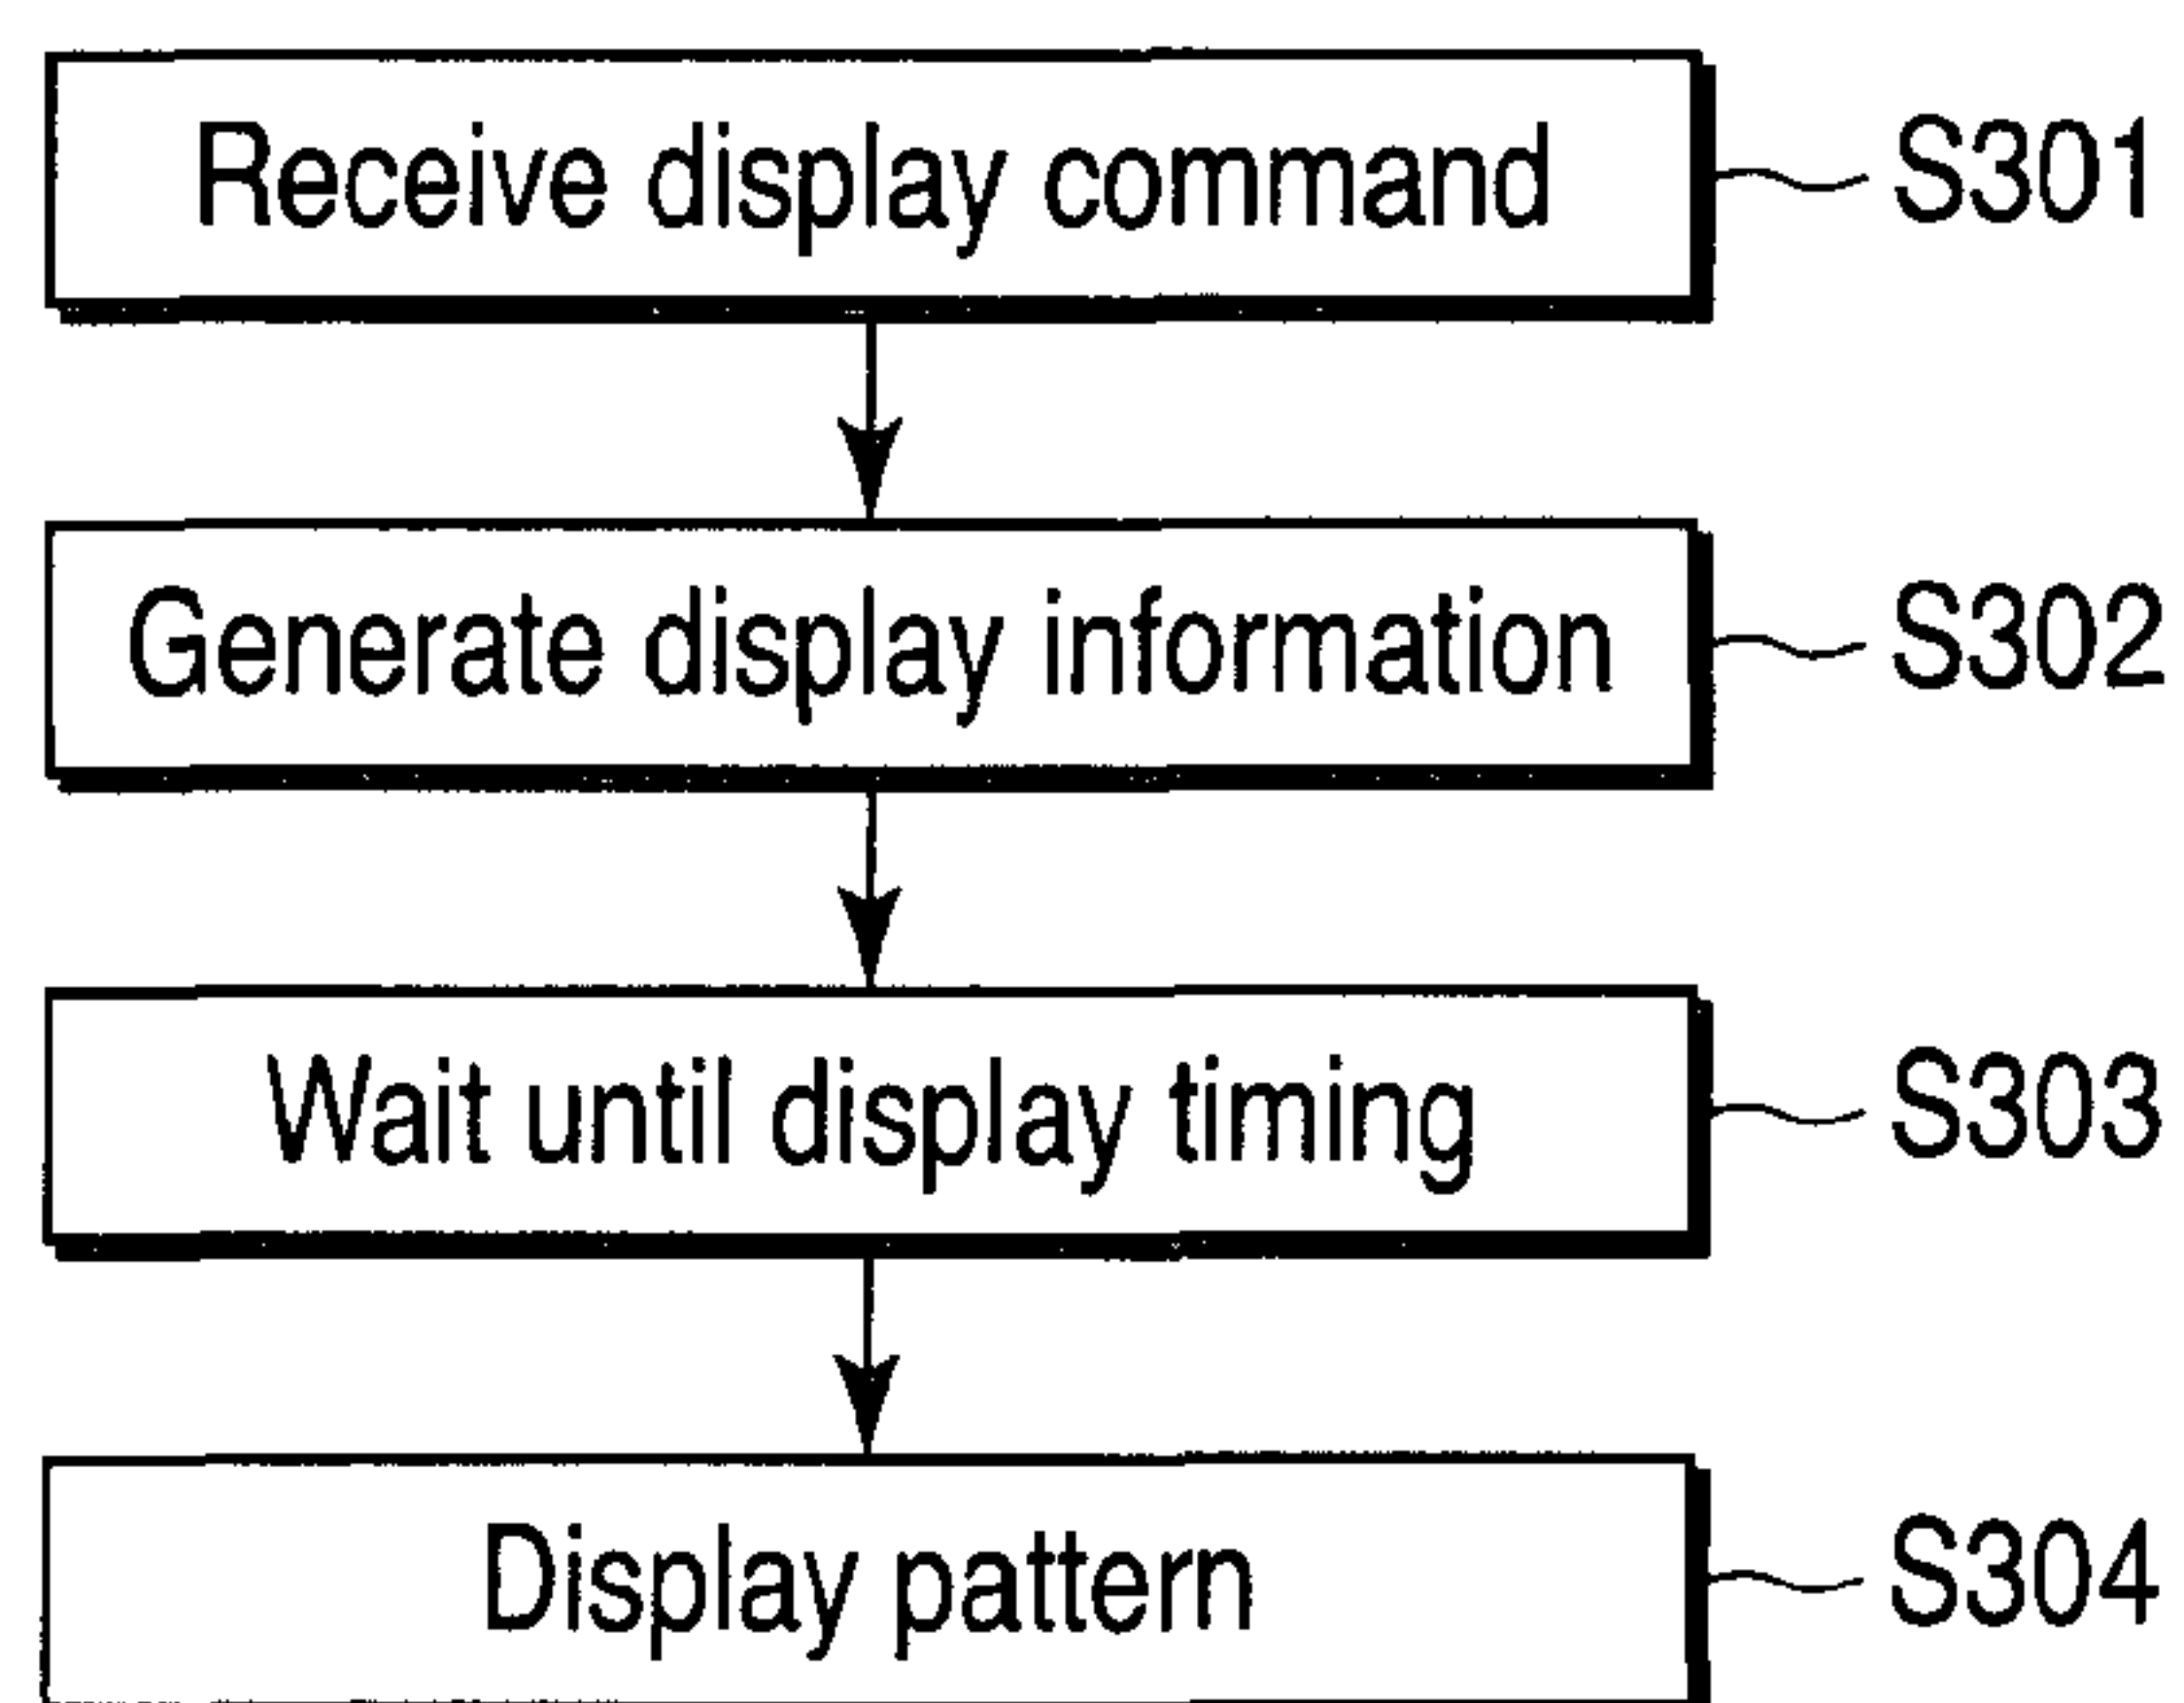 Receive display command S301
Generate display information S302
Wait until display timing S303
Display pattern S304